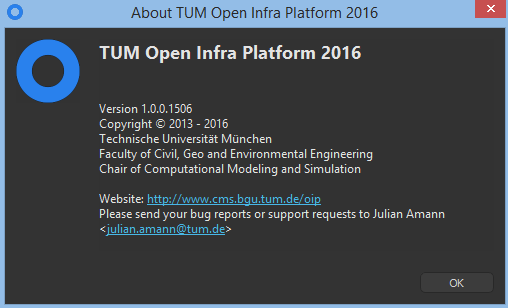 About TUM Open Infra Platform 2016
TUM Open Infra Platform 2016
Version 1.0.0.1506
Copyright © 2013 - 2016
Technische Universität München
Faculty of Civil, Geo and Environmental Engineering
Chair of Computational Modeling and Simulation
Website: http://www.cms.bgu.tum.de/oip
Please send your bug reports or support requests to Julian Amann
<julian.amann@tum.de>
OK